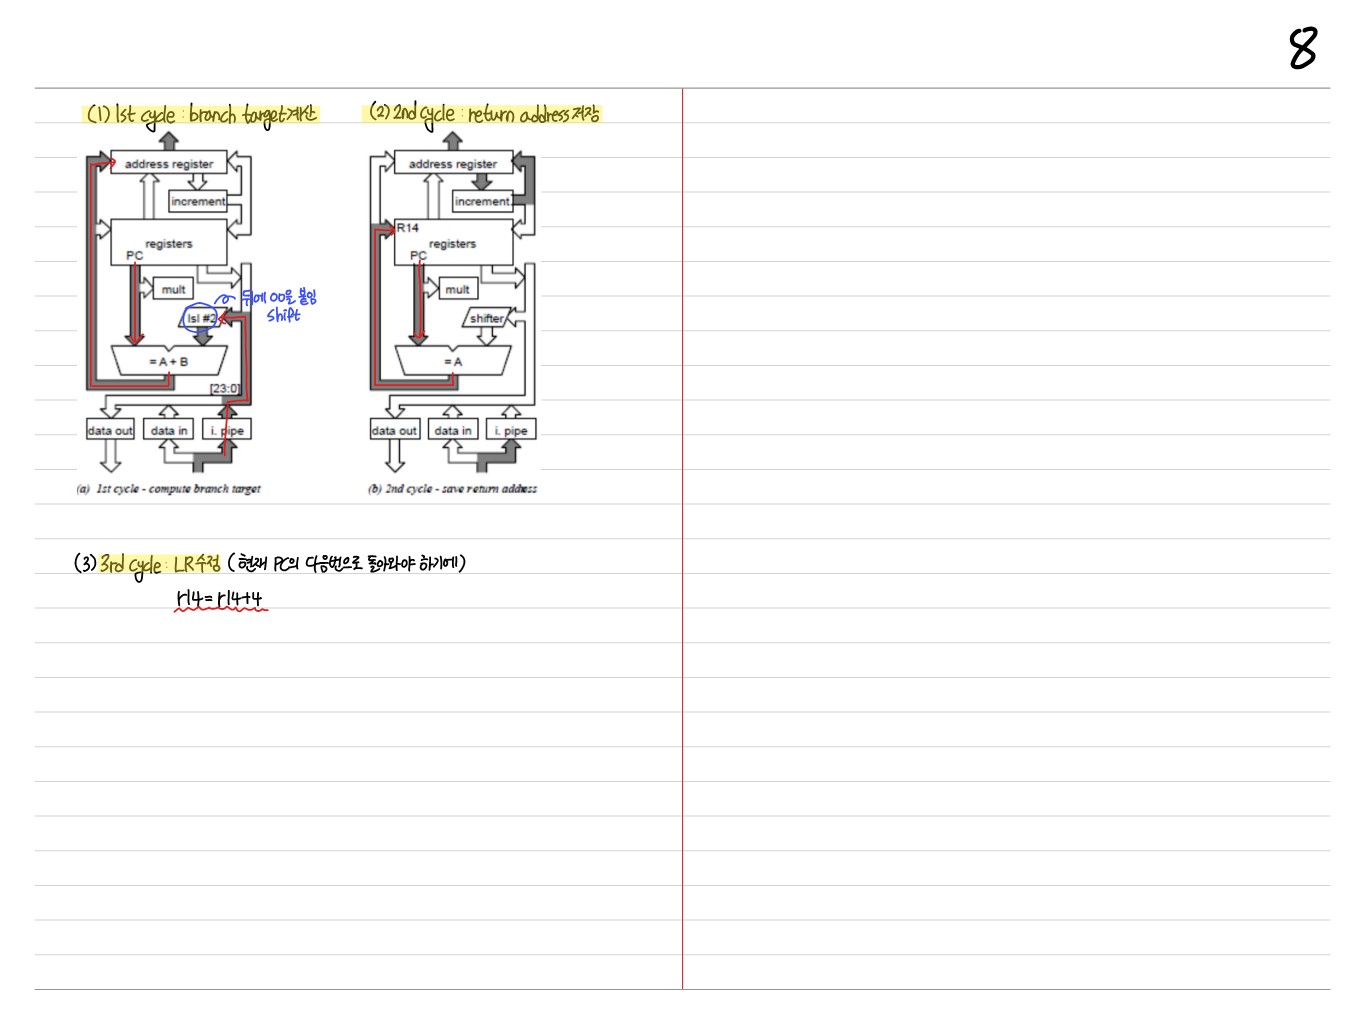 8
(1) 1st cycle : branch target 계산
(2) 2nd cycle : return address 저장
address register
increment
registers
PC
mult
lsl #2
뒤에 00을 붙임
shift
= A + B
[23:0]
data out
data in
i. pipe
(a) 1st cycle - compute branch target
address register
increment
R14
registers
PC
mult
shifter
= A
data out
data in
i. pipe
(b) 2nd cycle - save return address
(3) 3rd cycle : LR 수정 (현재 PC의 다음번으로 돌아와야 하기에)
r14=r14+4